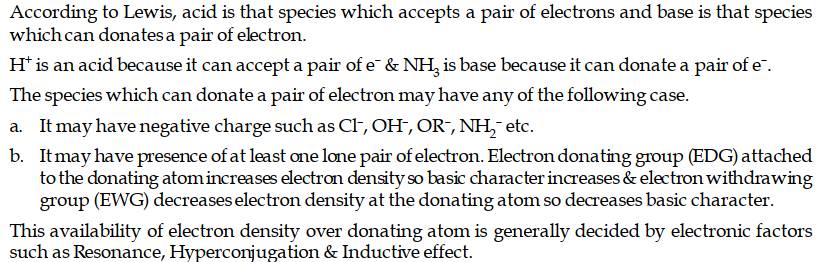 According to Lewis, acid is that species which accepts a pair of electrons and base is that species
which can donates a pair of electron.
H⁺ is an acid because it can accept a pair of e⁻ & NH₃ is base because it can donate a pair of e⁻.
The species which can donate a pair of electron may have any of the following case.
a. It may have negative charge such as Cl⁻, OH⁻, OR⁻, NH₂⁻ etc.
b. It may have presence of at least one lone pair of electron. Electron donating group (EDG) attached
to the donating atom increases electron density so basic character increases & electron withdrawing
group (EWG) decreases electron density at the donating atom so decreases basic character.
This availability of electron density over donating atom is generally decided by electronic factors
such as Resonance, Hyperconjugation & Inductive effect.